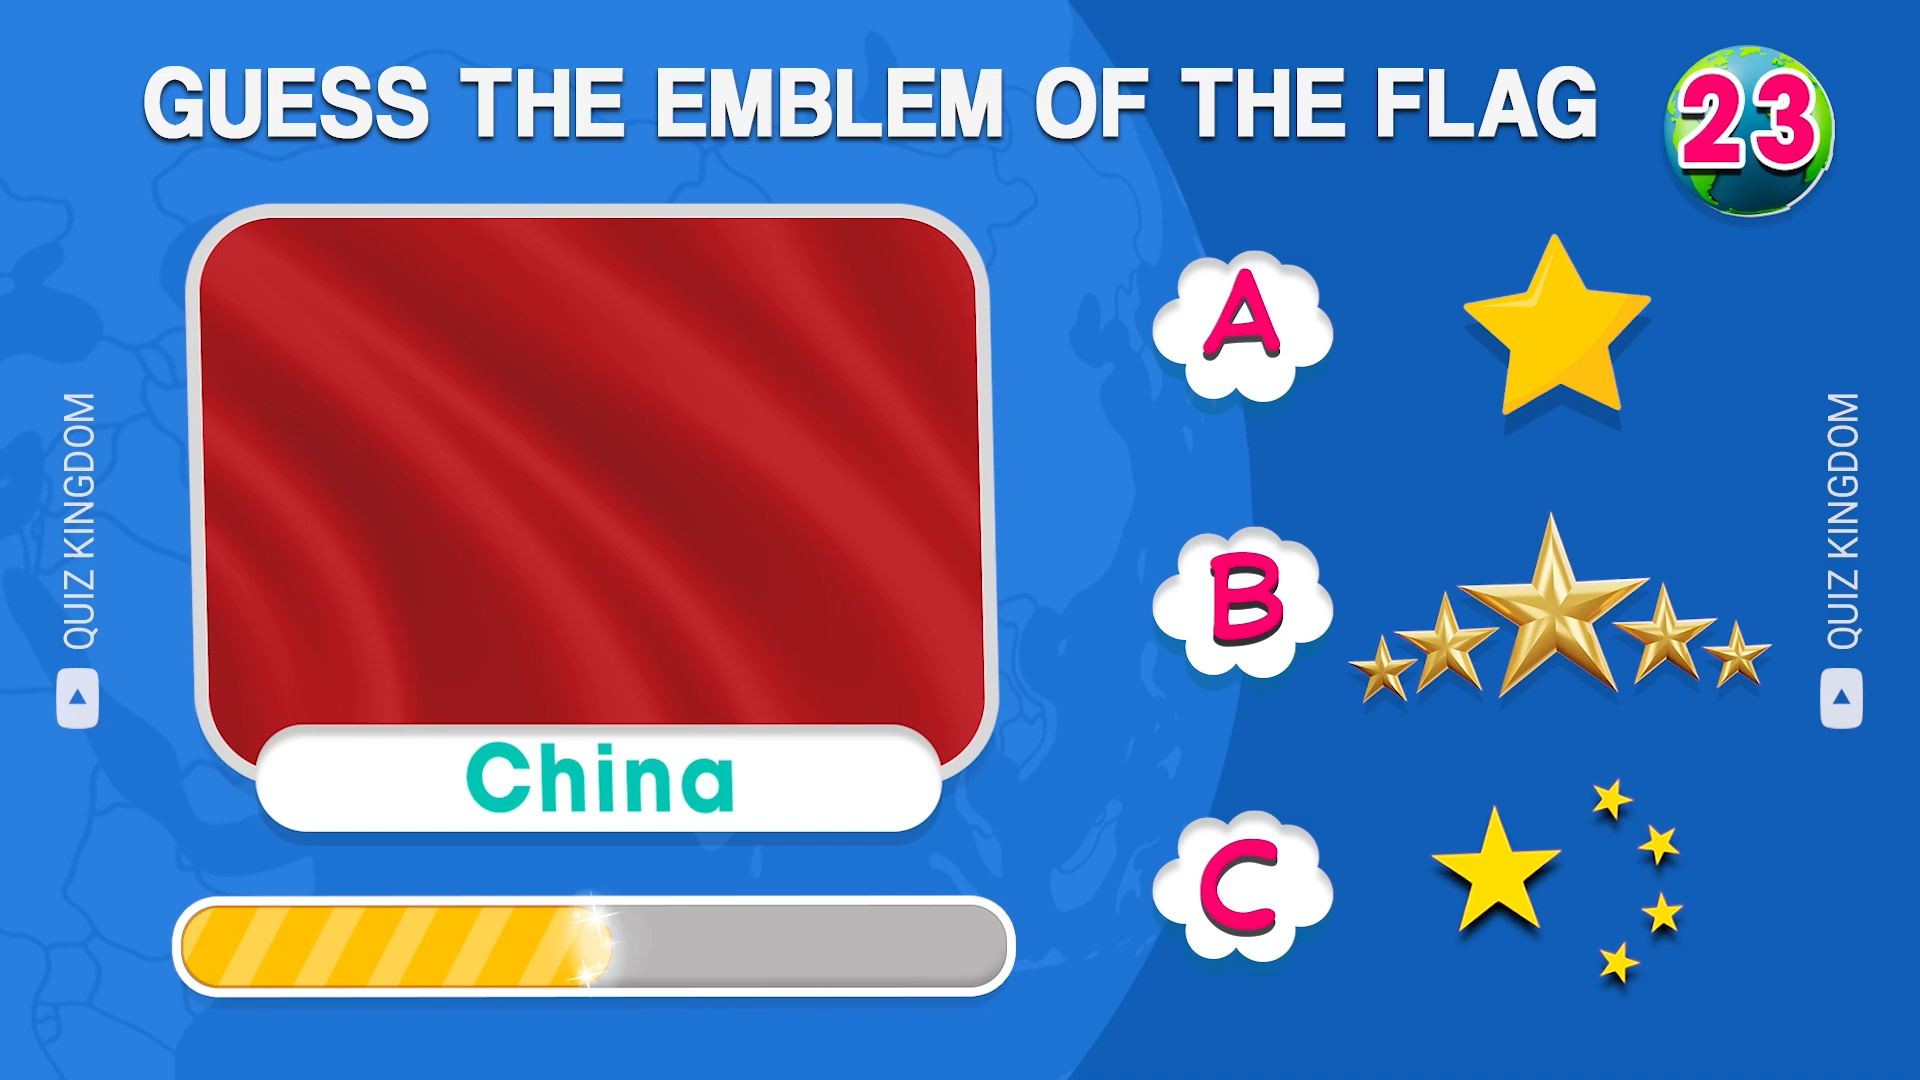 GUESS THE EMBLEM OF THE FLAG
23
A
B
C
China
QUIZ KINGDOM
QUIZ KINGDOM